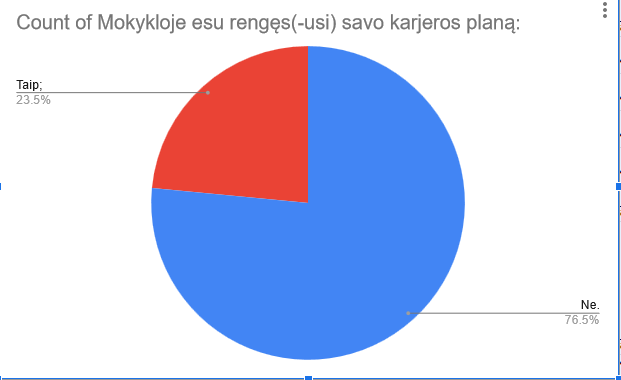 Count of Mokykloje esu rengęs(-usi) savo karjeros planą:
Taip;
23.5%
Ne.
76.5%